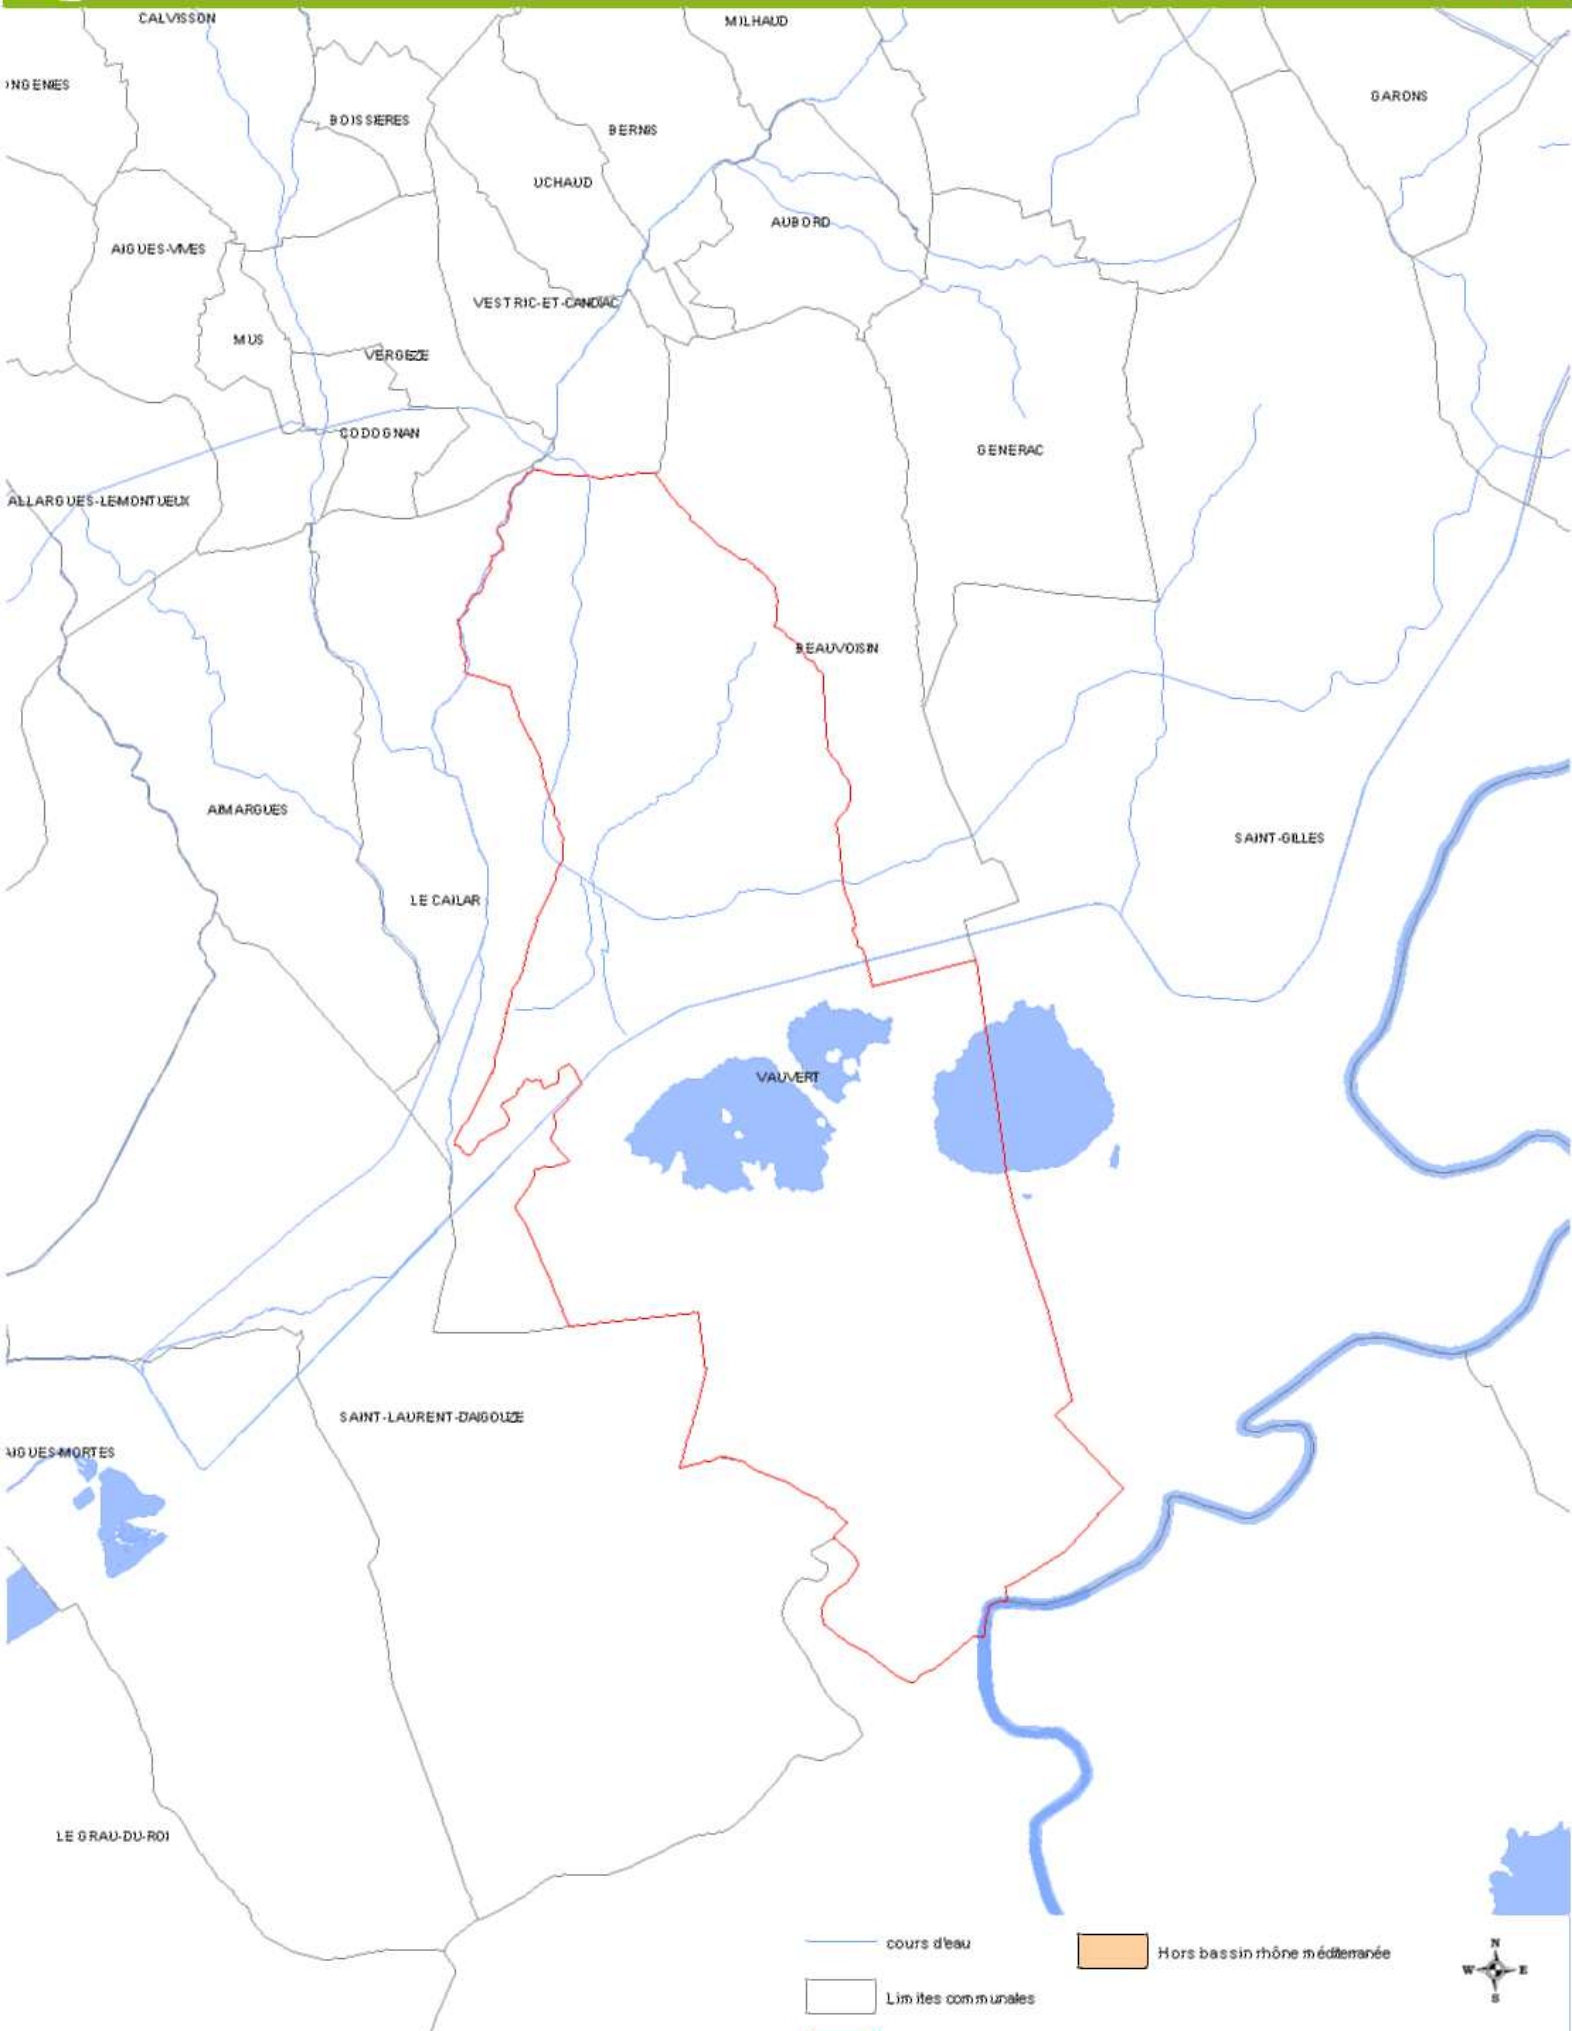 CALVISSON
MILHAUD
ONGENIES
GARONS
BOISSIERES
BERNIS
UCHAUD
AUBORD
AIGUES-VIVES
VESTRIC-ET-CANDIAC
MUS
VERGEZE
CODOGNAN
GENERAC
ALLARGUES-LE-MONTUEUX
BEAUVOISIN
AIMARGUES
SAINT-GILLES
LE CAILAR
VAUVERT
SAINT-LAURENT-D'AIGOUZE
AIGUES-MORTES
LE GRAU-DU-ROI
cours d'eau
Hors bassin rhône méditerranée
N
W E
S
Limites communales